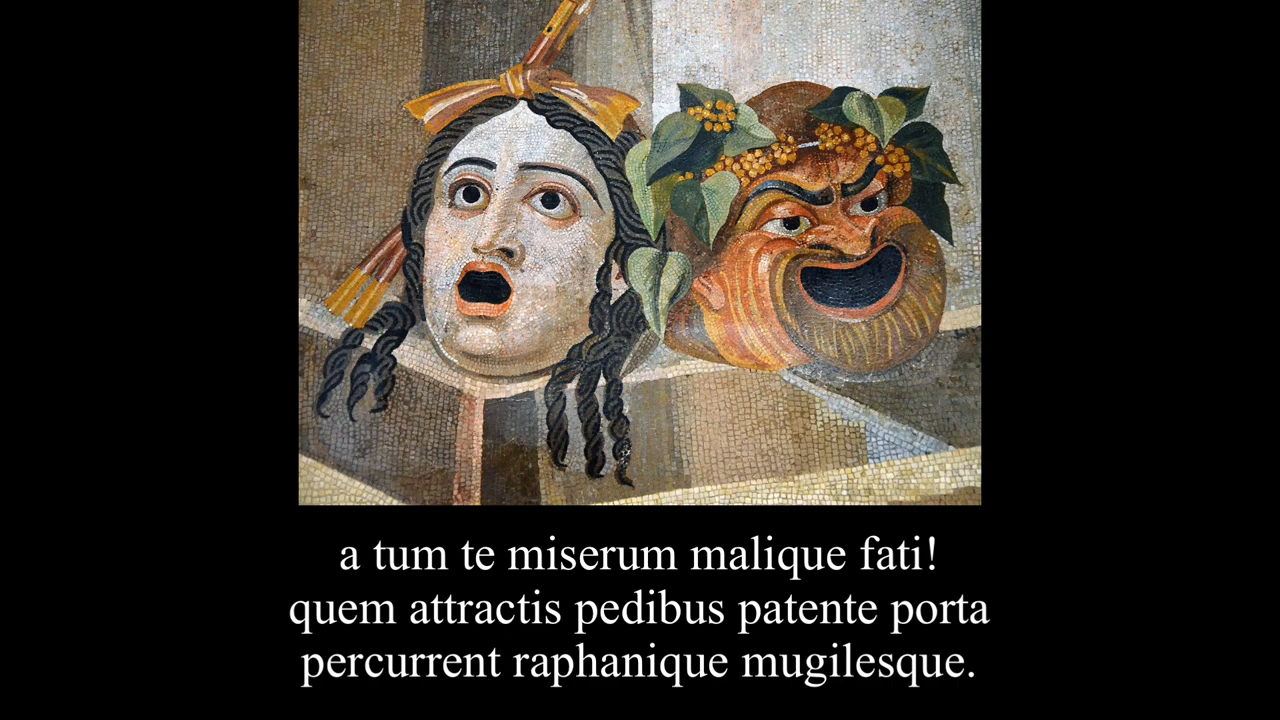 a tum te miserum malique fati!
quem attractis pedibus patente porta
percurrent raphanique mugilesque.